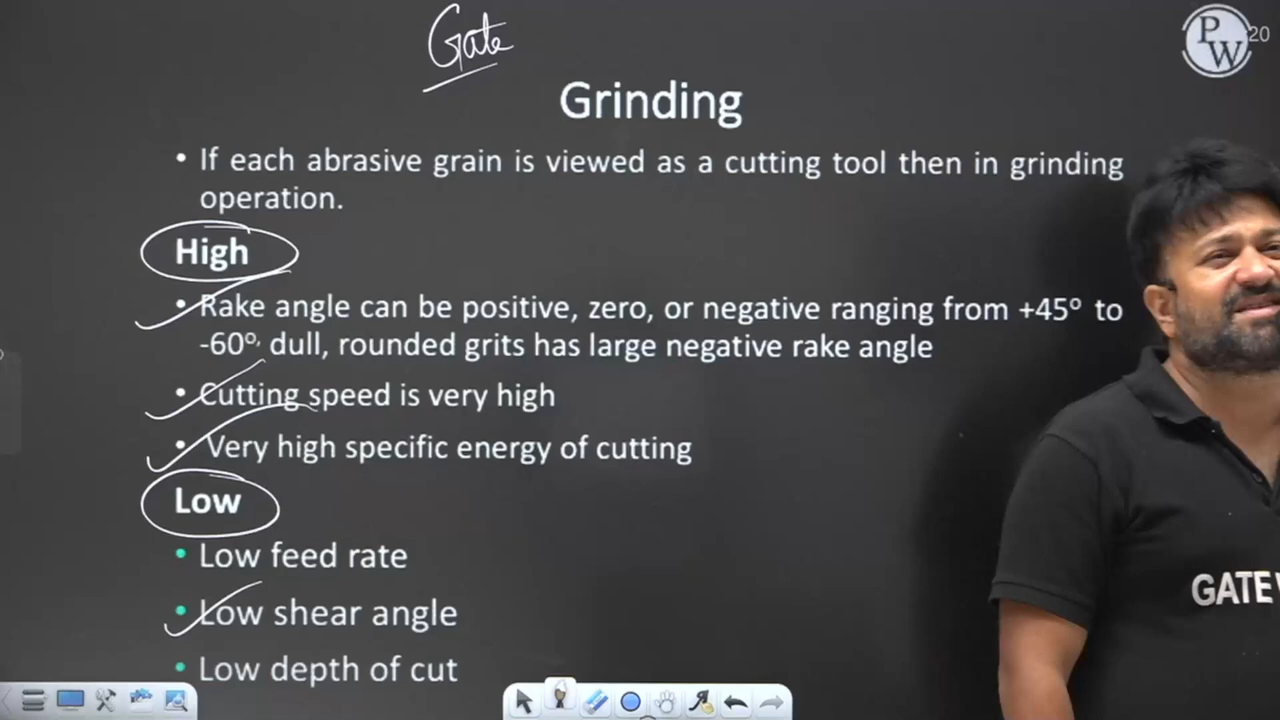 Gate
PW 20
Grinding
• If each abrasive grain is viewed as a cutting tool then in grinding
operation.
High
• Rake angle can be positive, zero, or negative ranging from +45º to
-60º, dull, rounded grits has large negative rake angle
• Cutting speed is very high
• Very high specific energy of cutting
Low
• Low feed rate
• Low shear angle
• Low depth of cut
GATE